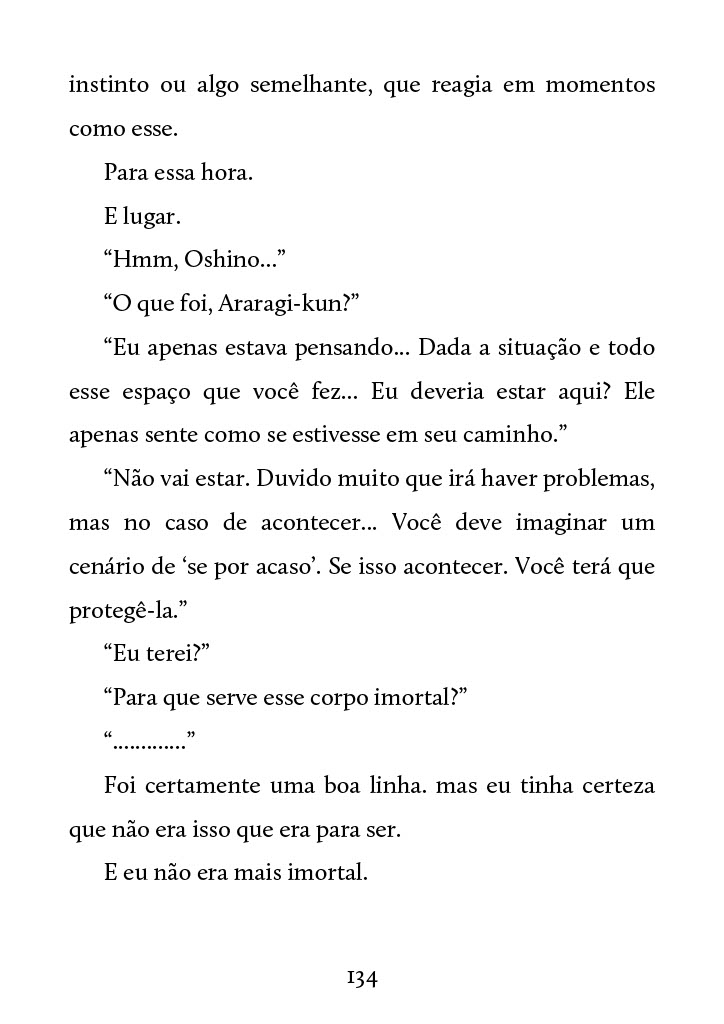 instinto ou algo semelhante, que reagia em momentos
como esse.
Para essa hora.
E lugar.
“Hmm, Oshino...”
“O que foi, Araragi-kun?”
“Eu apenas estava pensando... Dada a situação e todo
esse espaço que você fez... Eu deveria estar aqui? Ele
apenas sente como se estivesse em seu caminho.”
“Não vai estar. Duvido muito que irá haver problemas,
mas no caso de acontecer... Você deve imaginar um
cenário de ‘se por acaso’. Se isso acontecer. Você terá que
protegê-la.”
“Eu terei?”
“Para que serve esse corpo imortal?”
“.............”
Foi certamente uma boa linha. mas eu tinha certeza
que não era isso que era para ser.
E eu não era mais imortal.
134